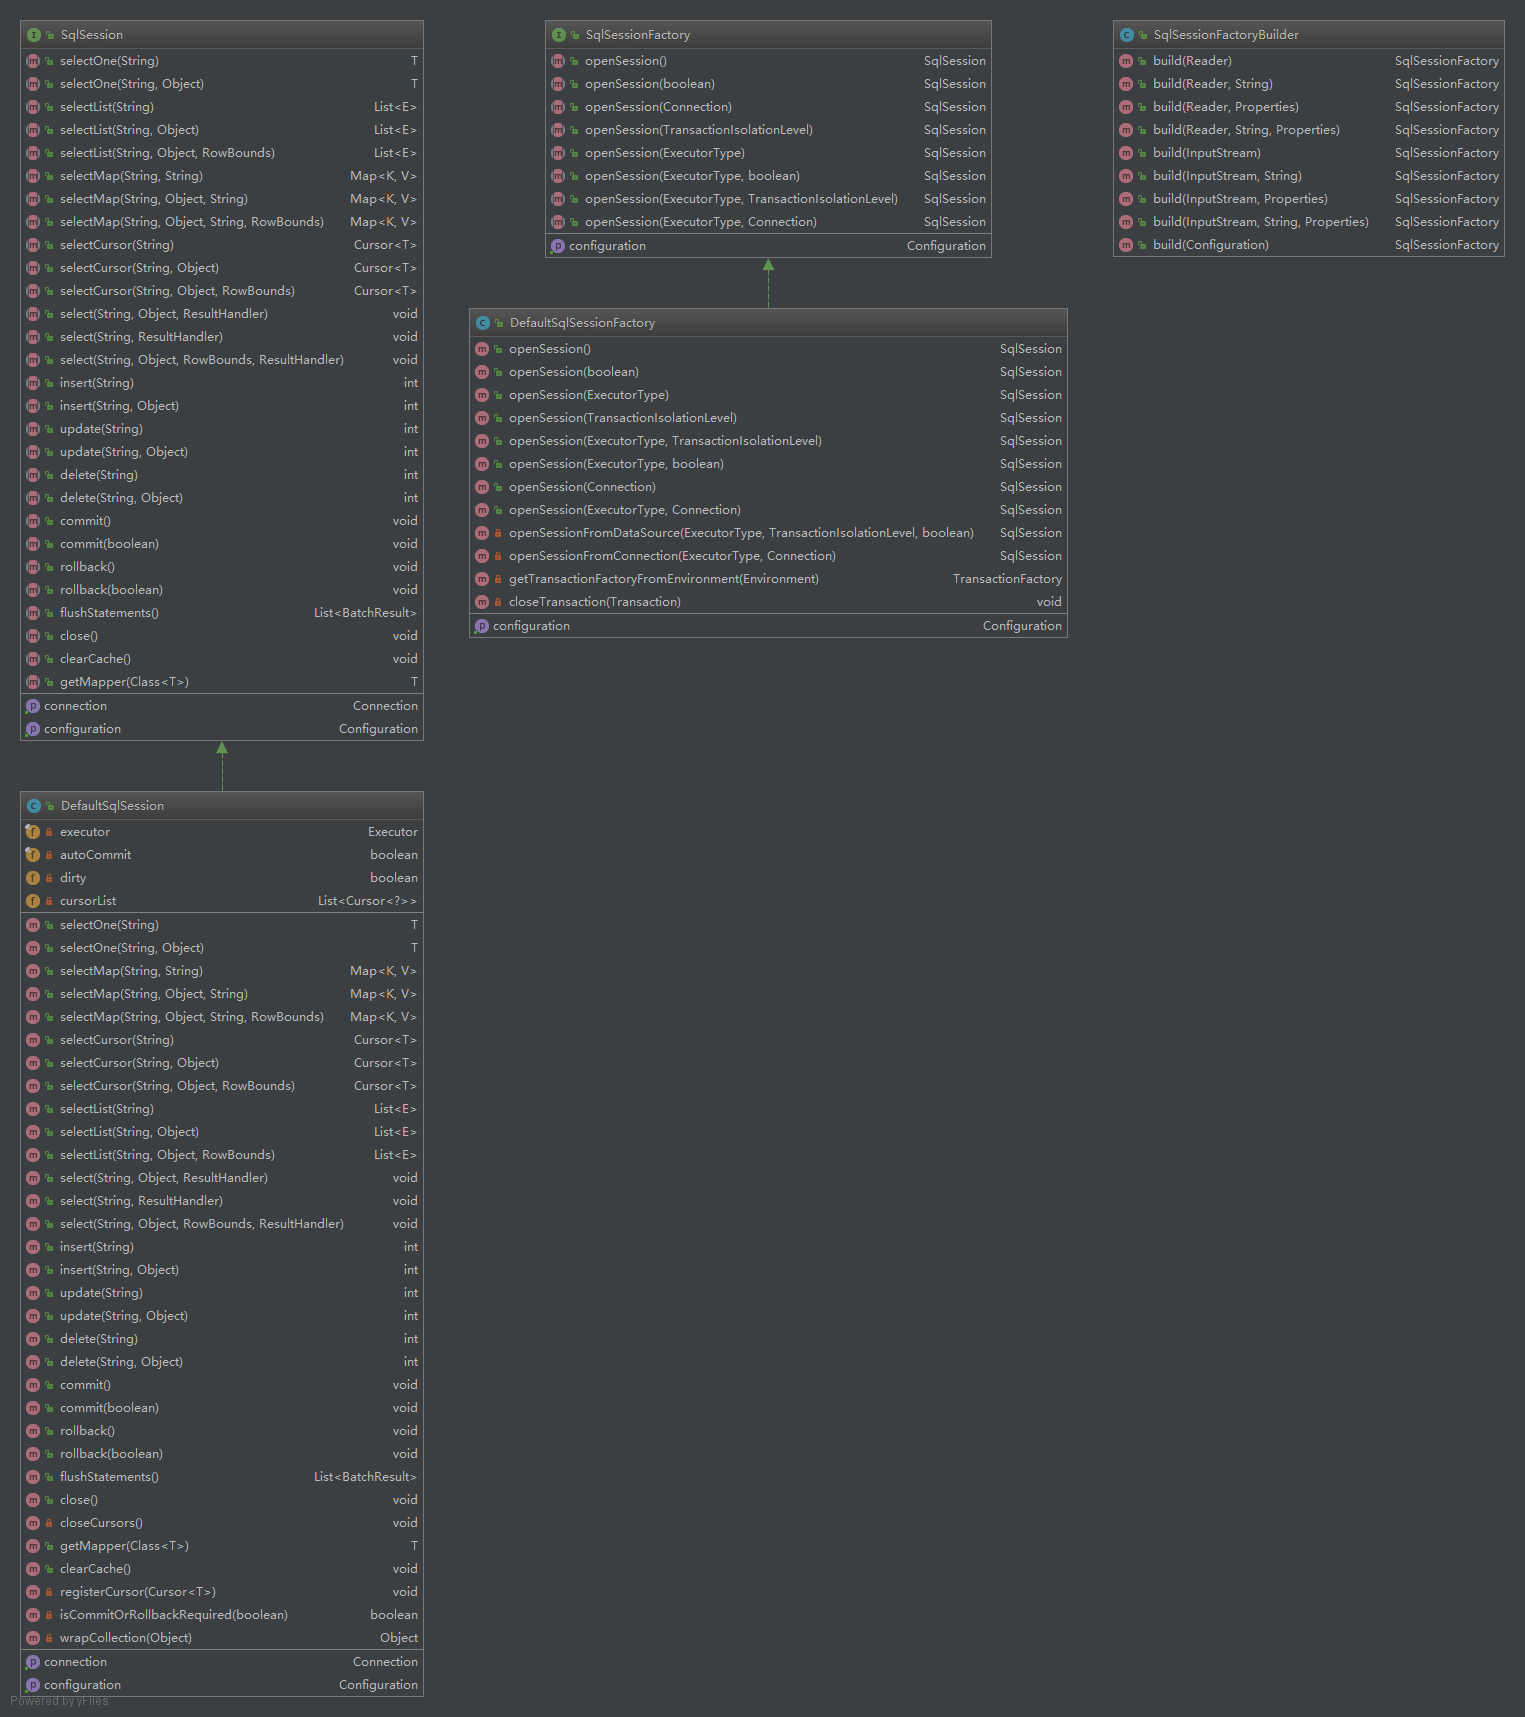 SqlSession
selectOne(String) T
selectOne(String, Object) T
selectList(String) List<E>
selectList(String, Object) List<E>
selectList(String, Object, RowBounds) List<E>
selectMap(String, String) Map<K, V>
selectMap(String, Object, String) Map<K, V>
selectMap(String, Object, String, RowBounds) Map<K, V>
selectCursor(String) Cursor<T>
selectCursor(String, Object) Cursor<T>
selectCursor(String, Object, RowBounds) Cursor<T>
select(String, Object, ResultHandler) void
select(String, ResultHandler) void
select(String, Object, RowBounds, ResultHandler) void
insert(String) int
insert(String, Object) int
update(String) int
update(String, Object) int
delete(String) int
delete(String, Object) int
commit() void
commit(boolean) void
rollback() void
rollback(boolean) void
flushStatements() List<BatchResult>
close() void
clearCache() void
getMapper(Class<T>) T
connection Connection
configuration Configuration
SqlSessionFactory
openSession() SqlSession
openSession(boolean) SqlSession
openSession(Connection) SqlSession
openSession(TransactionIsolationLevel) SqlSession
openSession(ExecutorType) SqlSession
openSession(ExecutorType, boolean) SqlSession
openSession(ExecutorType, TransactionIsolationLevel) SqlSession
openSession(ExecutorType, Connection) SqlSession
configuration Configuration
SqlSessionFactoryBuilder
build(Reader) SqlSessionFactory
build(Reader, String) SqlSessionFactory
build(Reader, Properties) SqlSessionFactory
build(Reader, String, Properties) SqlSessionFactory
build(InputStream) SqlSessionFactory
build(InputStream, String) SqlSessionFactory
build(InputStream, Properties) SqlSessionFactory
build(InputStream, String, Properties) SqlSessionFactory
build(Configuration) SqlSessionFactory
DefaultSqlSessionFactory
openSession() SqlSession
openSession(boolean) SqlSession
openSession(ExecutorType) SqlSession
openSession(TransactionIsolationLevel) SqlSession
openSession(ExecutorType, TransactionIsolationLevel) SqlSession
openSession(ExecutorType, boolean) SqlSession
openSession(Connection) SqlSession
openSession(ExecutorType, Connection) SqlSession
openSessionFromDataSource(ExecutorType, TransactionIsolationLevel, boolean) SqlSession
openSessionFromConnection(ExecutorType, Connection) SqlSession
getTransactionFactoryFromEnvironment(Environment) TransactionFactory
closeTransaction(Transaction) void
configuration Configuration
DefaultSqlSession
executor Executor
autoCommit boolean
dirty boolean
cursorList List<Cursor<?>>
selectOne(String) T
selectOne(String, Object) T
selectMap(String, String) Map<K, V>
selectMap(String, Object, String) Map<K, V>
selectMap(String, Object, String, RowBounds) Map<K, V>
selectCursor(String) Cursor<T>
selectCursor(String, Object) Cursor<T>
selectCursor(String, Object, RowBounds) Cursor<T>
selectList(String) List<E>
selectList(String, Object) List<E>
selectList(String, Object, RowBounds) List<E>
select(String, Object, ResultHandler) void
select(String, ResultHandler) void
select(String, Object, RowBounds, ResultHandler) void
insert(String) int
insert(String, Object) int
update(String) int
update(String, Object) int
delete(String) int
delete(String, Object) int
commit() void
commit(boolean) void
rollback() void
rollback(boolean) void
flushStatements() List<BatchResult>
close() void
closeCursors() void
getMapper(Class<T>) T
clearCache() void
registerCursor(Cursor<T>) void
isCommitOrRollbackRequired(boolean) boolean
wrapCollection(Object) Object
connection Connection
configuration Configuration
Powered by yFiles